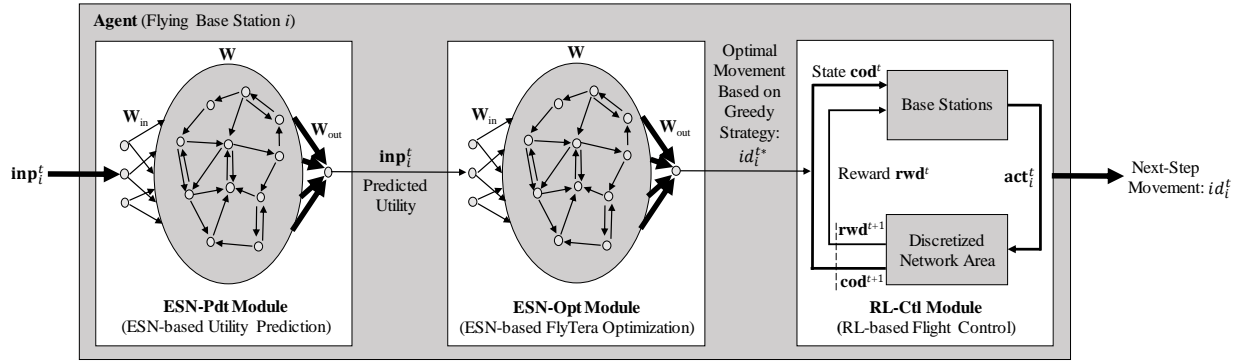 Agent (Flying Base Station i)
W
W_in
W_out
inp_i^t
ESN-Pdt Module
(ESN-based Utility Prediction)
inp_i^t
Predicted
Utility
W
W_in
W_out
ESN-Opt Module
(ESN-based FlyTera Optimization)
Optimal
Movement
Based on
Greedy
Strategy:
id_i^t*
State cod^t
Base Stations
Reward rwd^t
act_i^t
rwd^t+1
Discretized
Network Area
cod^t+1
RL-Ctl Module
(RL-based Flight Control)
Next-Step
Movement: id_i^t